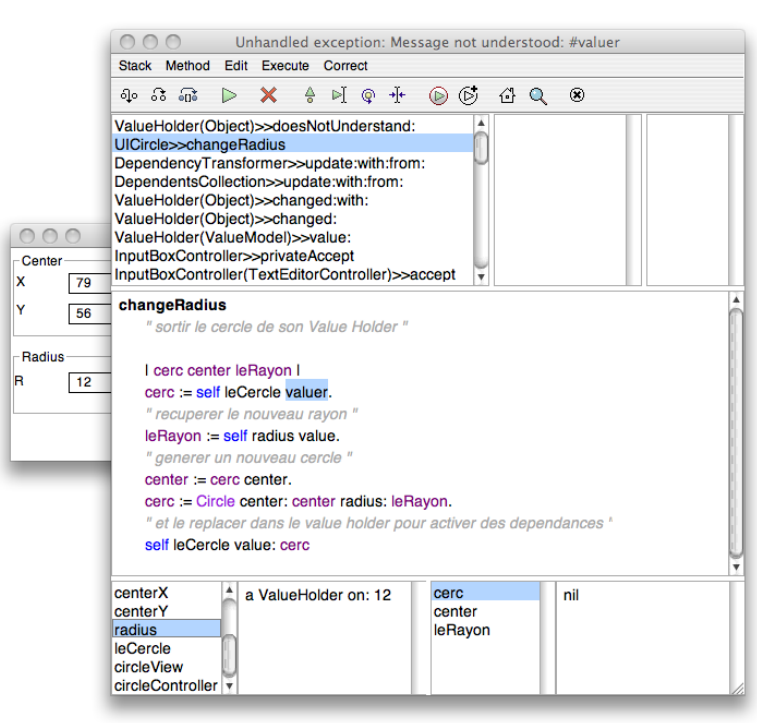 Unhandled exception: Message not understood: #valuer
Stack Method Edit Execute Correct
ValueHolder(Object)>>doesNotUnderstand:
UICircle>>changeRadius
DependencyTransformer>>update:with:from:
DependentsCollection>>update:with:from:
ValueHolder(Object)>>changed:with:
ValueHolder(Object)>>changed:
ValueHolder(ValueModel)>>value:
InputBoxController>>privateAccept
InputBoxController(TextEditorController)>>accept
Center
X 79
Y 56
Radius
R 12
changeRadius
" sortir le cercle de son Value Holder "
| cerc center leRayon |
cerc := self leCercle valuer.
" recuperer le nouveau rayon "
leRayon := self radius value.
" generer un nouveau cercle "
center := cerc center.
cerc := Circle center: center radius: leRayon.
" et le replacer dans le value holder pour activer des dependances "
self leCercle value: cerc
centerX
centerY
radius
leCercle
circleView
circleController
a ValueHolder on: 12
cerc
center
leRayon
nil